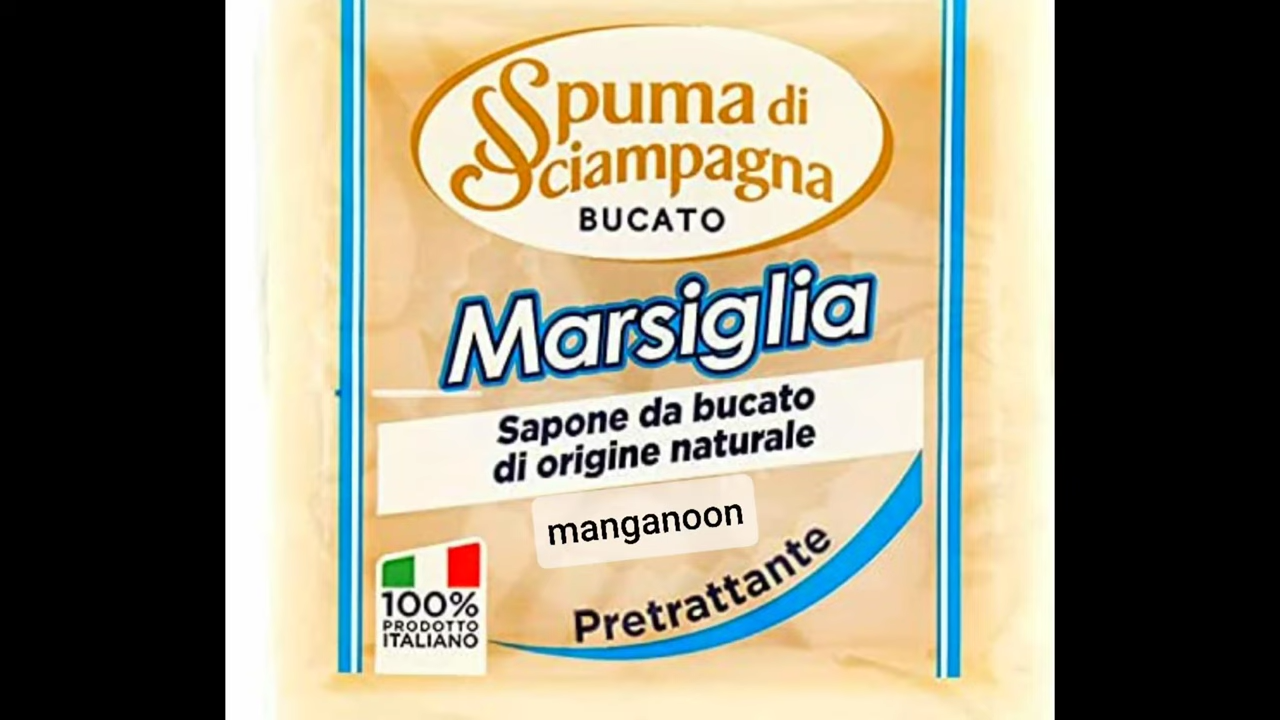 Spuma di
Sciampagna
BUCATO
Marsiglia
Sapone da bucato
di origine naturale
manganoon
Pretrattante
100%
PRODOTTO
ITALIANO